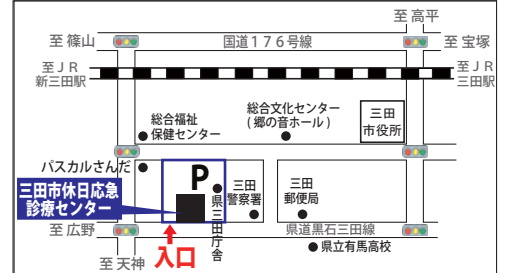 至 高平
至 篠山
国道176号線
至 宝塚
至JR
新三田駅
至JR
三田駅
総合福祉
保健センター
総合文化センター
(郷の音ホール)
三田
市役所
パスカルさんだ
P
県三田庁舎
三田
警察署
三田
郵便局
三田市休日応急
診療センター
至 広野
県道黒石三田線
入口
県立有馬高校
至 天神